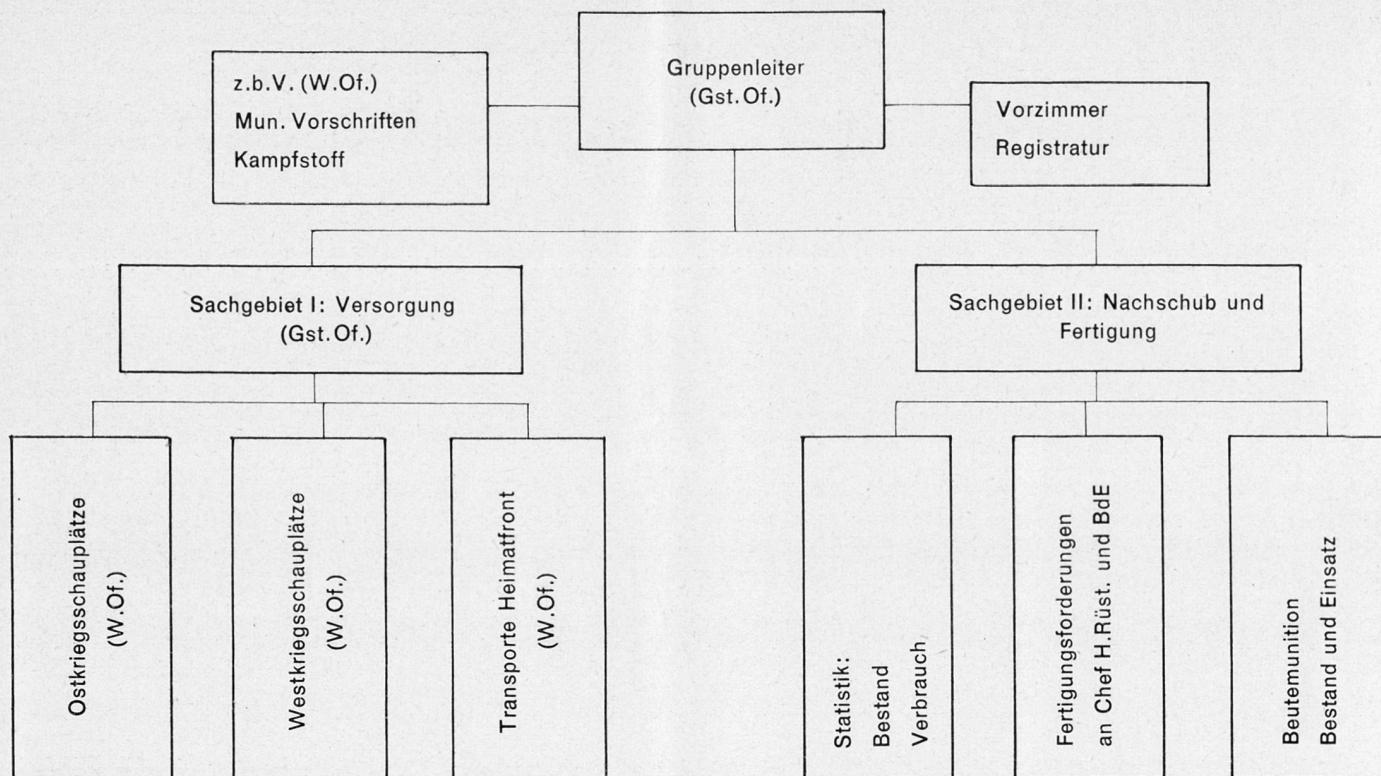 Gruppenleiter
(Gst. Of.)
z.b.V. (W.Of.)
Mun. Vorschriften
Kampfstoff
Vorzimmer
Registratur
Sachgebiet I: Versorgung
(Gst. Of.)
Sachgebiet II: Nachschub und
Fertigung
Ostkriegsschauplätze
(W.Of.)
Westkriegsschauplätze
(W.Of.)
Transporte Heimatfront
(W.Of.)
Statistik:
Bestand
Verbrauch
Fertigungsforderungen
an Chef H.Rüst. und BdE
Beutemunition
Bestand und Einsatz